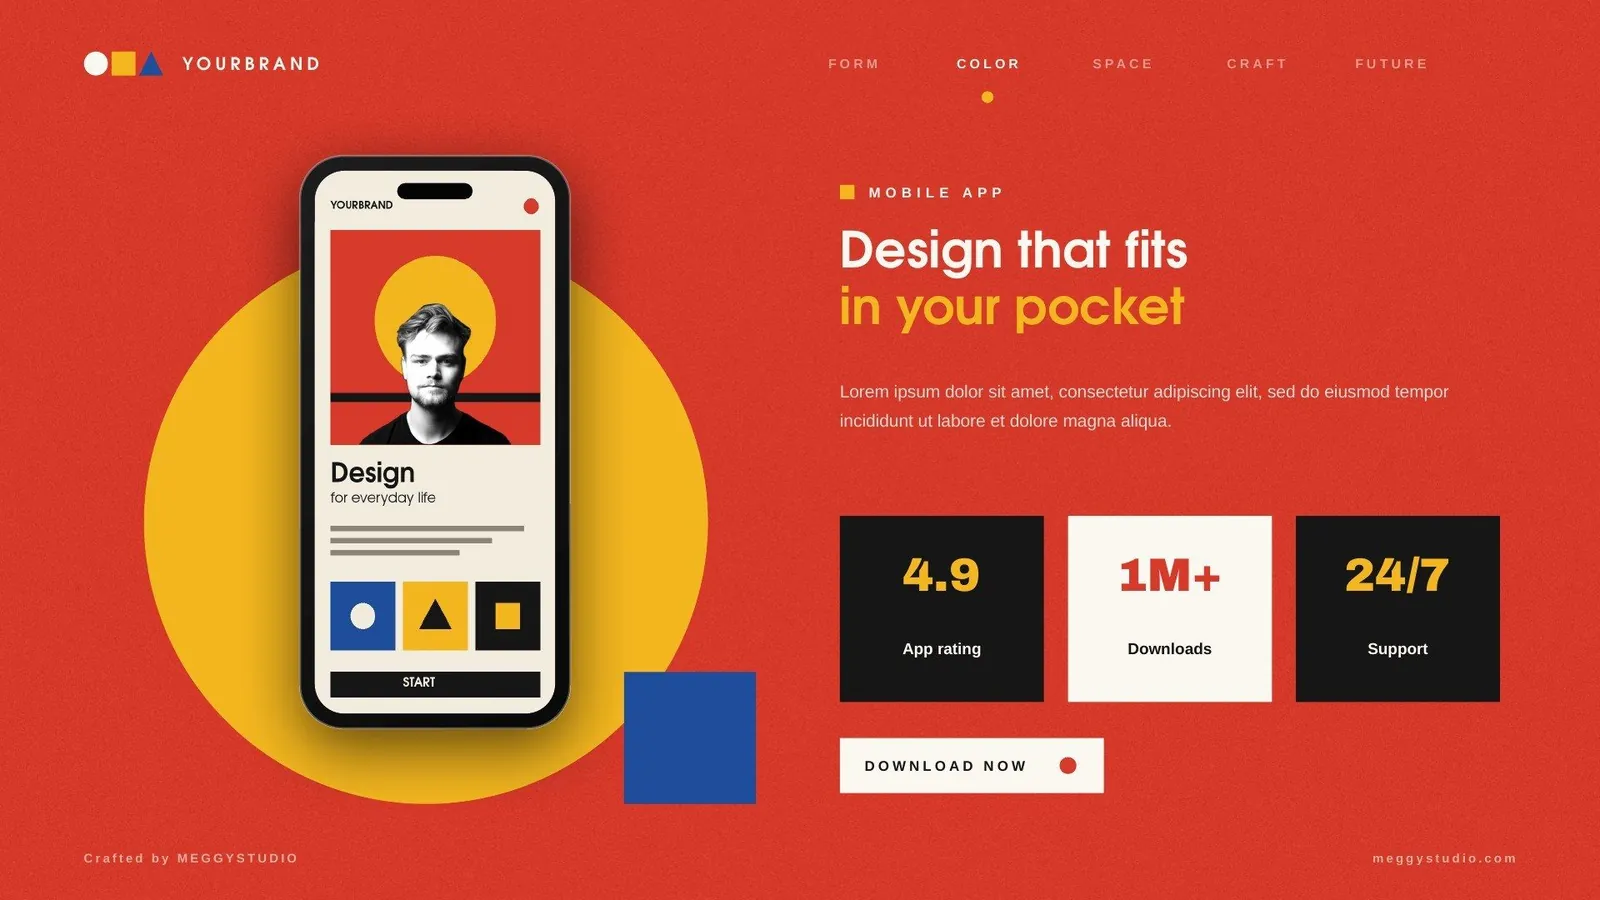 YOURBRAND
FORM
COLOR
SPACE
CRAFT
FUTURE
YOURBRAND
Design
for everyday life
START
MOBILE APP
Design that fits
in your pocket
Lorem ipsum dolor sit amet, consectetur adipiscing elit, sed do eiusmod tempor
incididunt ut labore et dolore magna aliqua.
4.9
App rating
1M+
Downloads
24/7
Support
DOWNLOAD NOW
Crafted by MEGGYSTUDIO
meggystudio.com